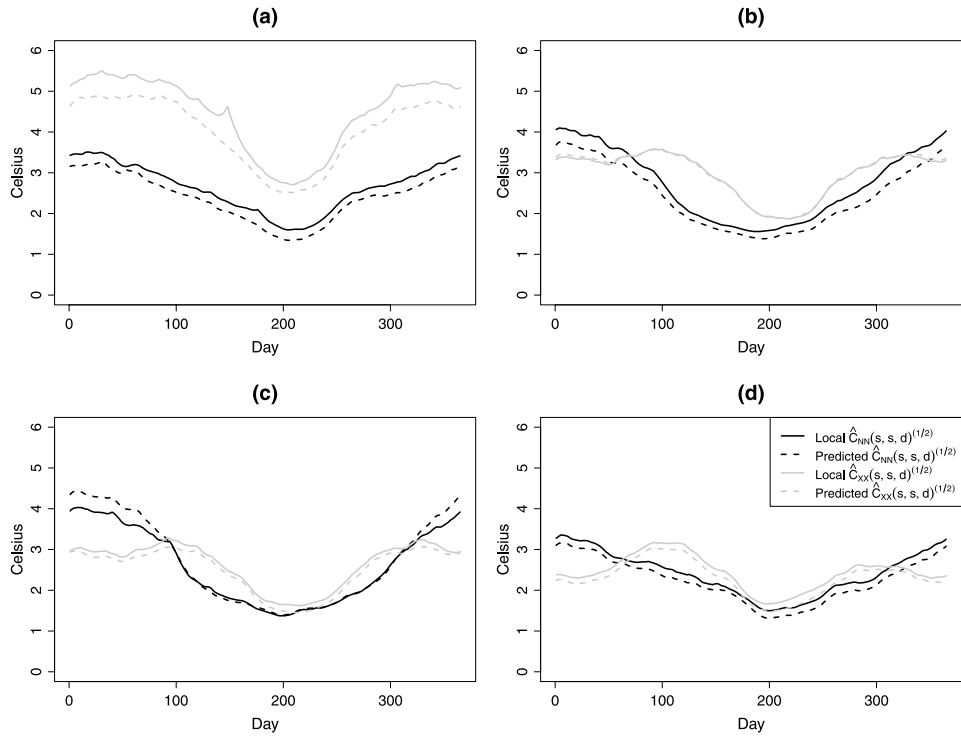 (a)
Celsius
6
5
4
3
2
1
0
0 100 200 300
Day
(b)
Celsius
6
5
4
3
2
1
0
0 100 200 300
Day
(c)
Celsius
6
5
4
3
2
1
0
0 100 200 300
Day
(d)
Celsius
6
5
4
3
2
1
0
0 100 200 300
Day
Local Ĉ_NN(s, s, d)^(1/2)
Predicted Ĉ_NN(s, s, d)^(1/2)
Local Ĉ_XX(s, s, d)^(1/2)
Predicted Ĉ_XX(s, s, d)^(1/2)